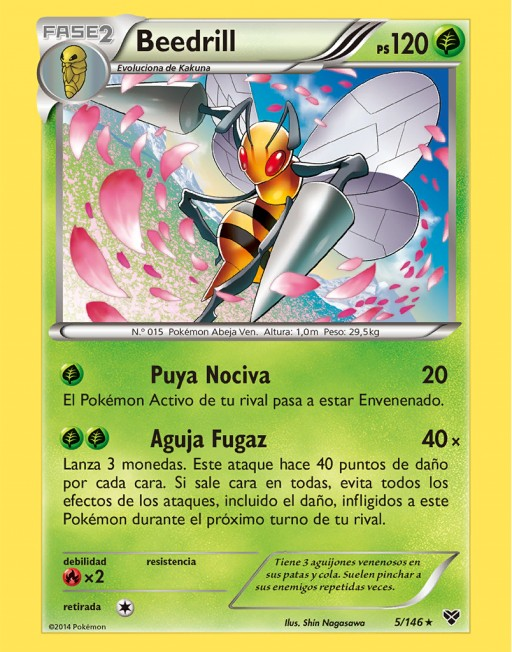 FASE2
Beedrill
PS120
Evoluciona de Kakuna
N.º 015 Pokémon Abeja Ven. Altura: 1,0m Peso: 29,5kg
Puya Nociva 20
El Pokémon Activo de tu rival pasa a estar Envenenado.
Aguja Fugaz 40x
Lanza 3 monedas. Este ataque hace 40 puntos de daño
por cada cara. Si sale cara en todas, evita todos los
efectos de los ataques, incluido el daño, infligidos a este
Pokémon durante el próximo turno de tu rival.
debilidad resistencia
×2
Tiene 3 aguijones venenosos en
sus patas y cola. Suelen pinchar a
sus enemigos repetidas veces.
retirada
©2014 Pokémon
Ilus. Shin Nagasawa
5/146 ★
XY